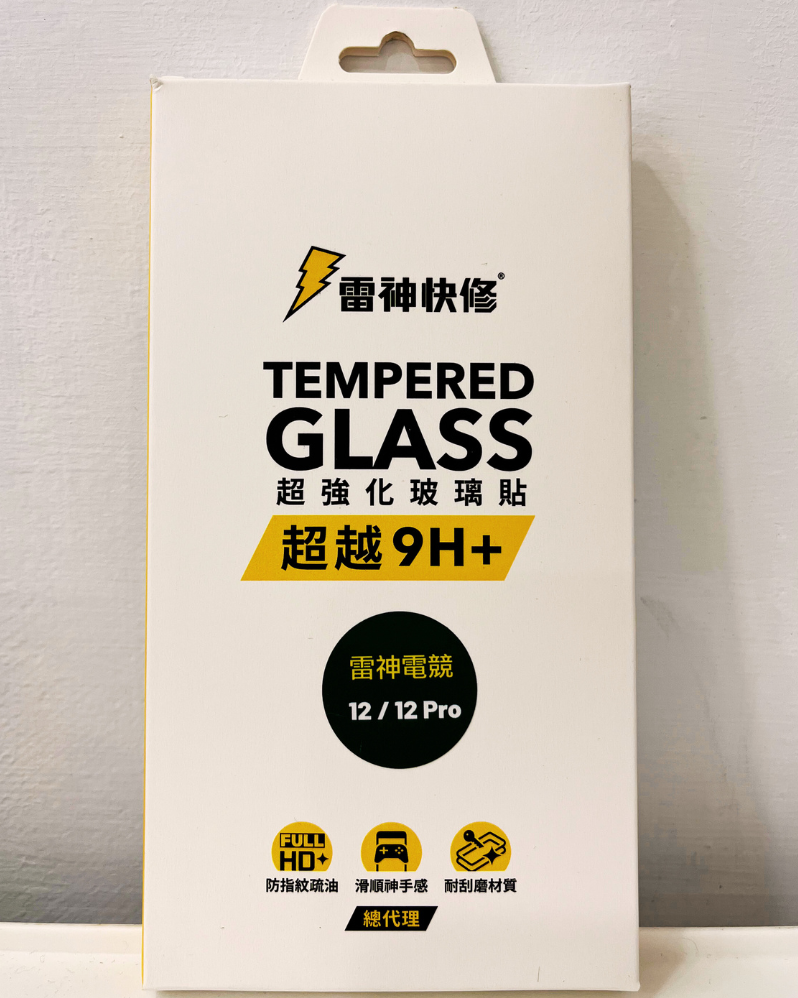 雷神快修®
TEMPERED
GLASS
超強化玻璃貼
超越9H+
雷神電競
12 / 12 Pro
FULL
HD+
防指紋疏油 滑順神手感 耐刮磨材質
總代理